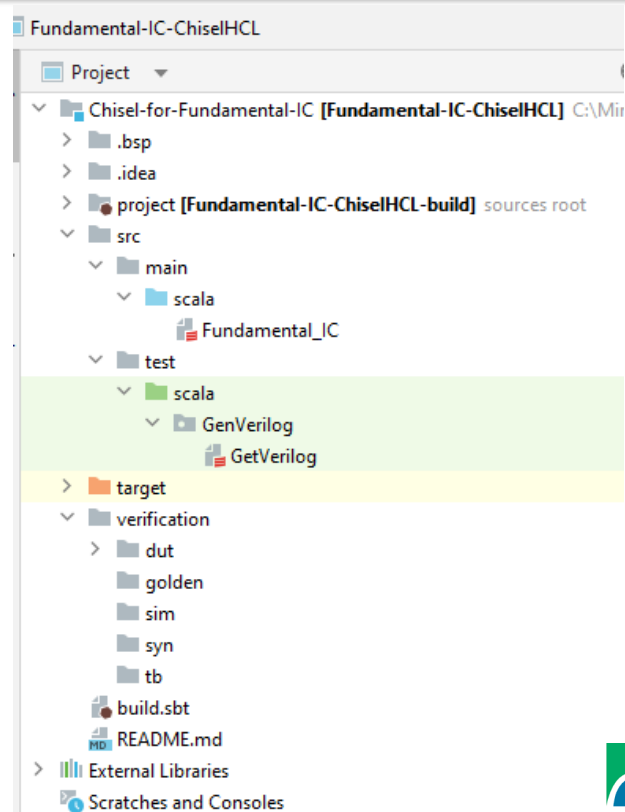 Fundamental-IC-ChiselHCL
Project
Chisel-for-Fundamental-IC [Fundamental-IC-ChiselHCL] C:\Mir
.bsp
.idea
project [Fundamental-IC-ChiselHCL-build] sources root
src
main
scala
Fundamental_IC
test
scala
GenVerilog
GetVerilog
target
verification
dut
golden
sim
syn
tb
build.sbt
MD README.md
External Libraries
Scratches and Consoles